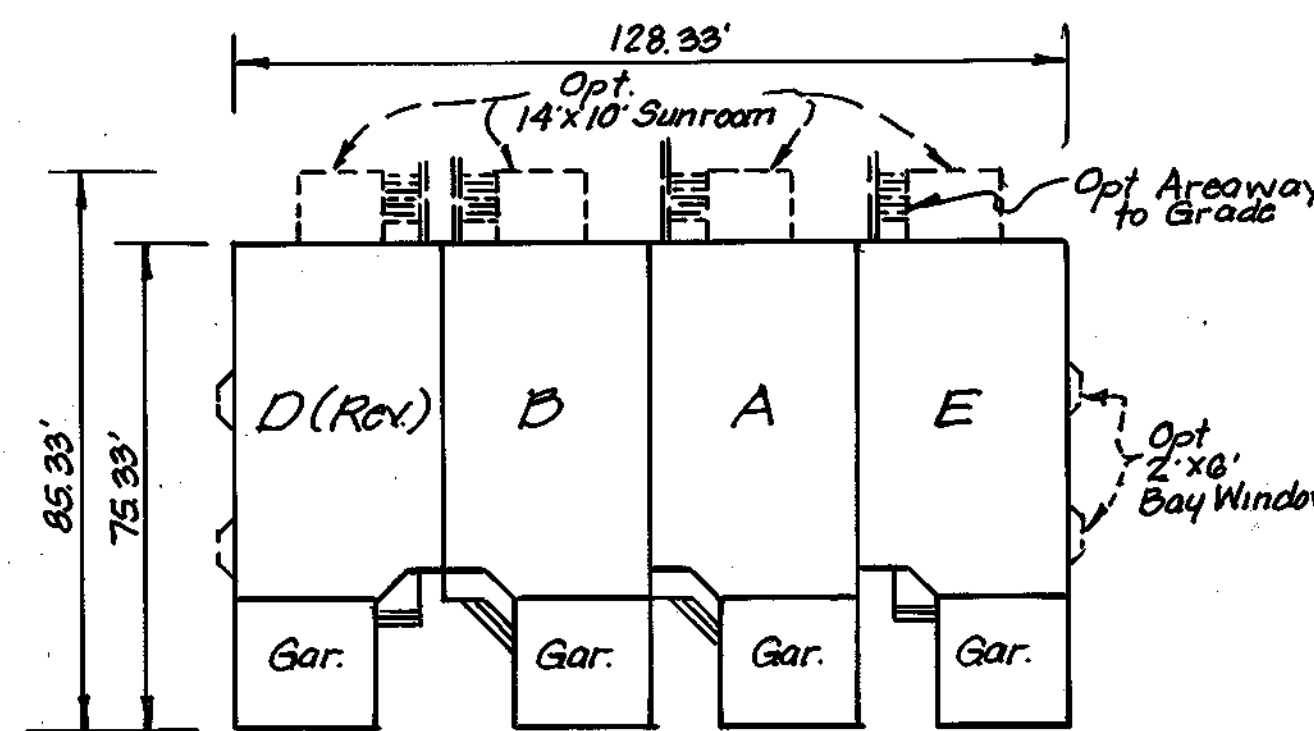 128.33'
Opt.
14'x10' Sunroom
Opt Areaway
to Grade
D (Rev.)
B
A
E
85.33'
75.33'
Opt
2'x6'
Bay Window
Gar.
Gar.
Gar.
Gar.